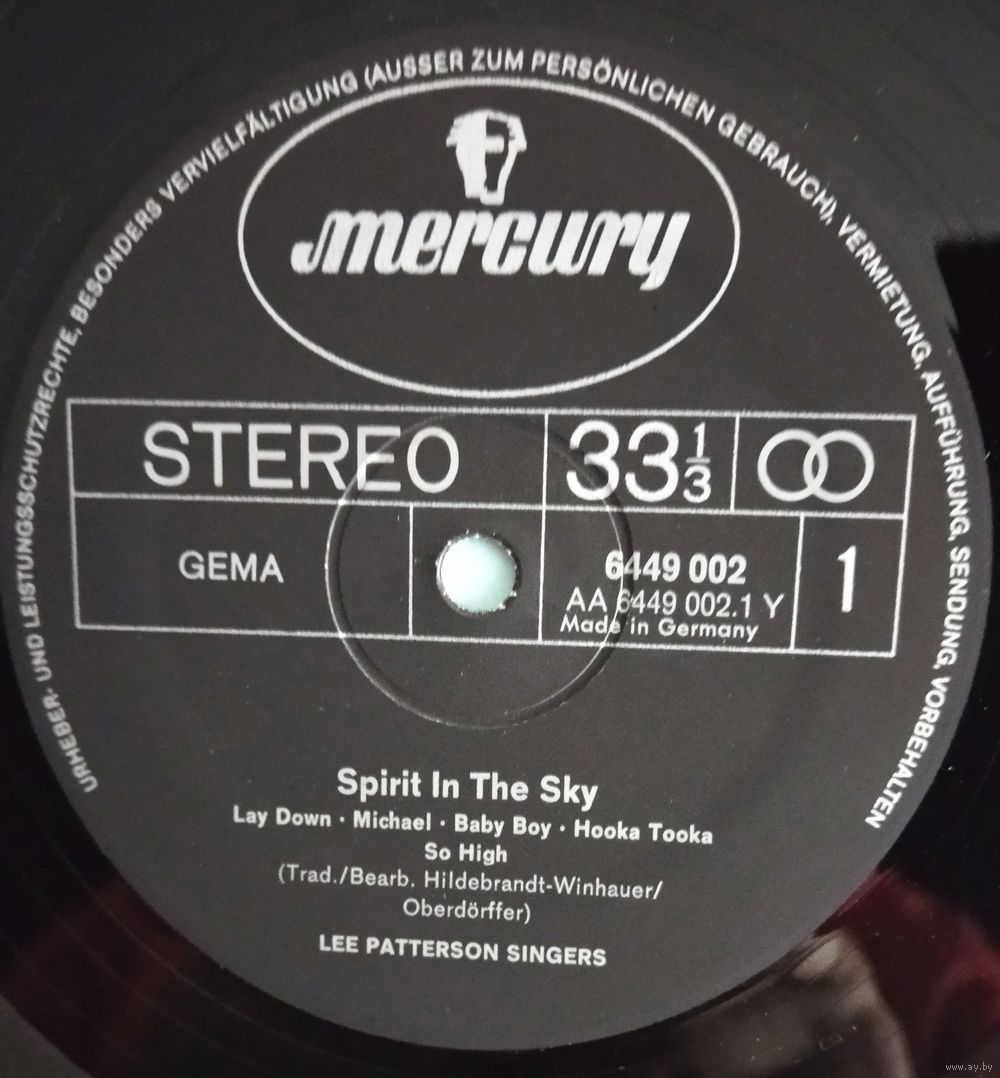 URHEBER- UND LEISTUNGSSCHUTZRECHTE, BESONDERS VERVIELFÄLTIGUNG (AUSSER ZUM PERSÖNLICHEN GEBRAUCH), VERMIETUNG, AUFFÜHRUNG, SENDUNG, VORBEHALTEN
mercury
STEREO
33 1/3
GEMA
6449 002
AA 6449 002.1 Y
Made in Germany
1
Spirit In The Sky
Lay Down · Michael · Baby Boy · Hooka Tooka
So High
(Trad./Bearb. Hildebrandt-Winhauer/
Oberdörffer)
LEE PATTERSON SINGERS
www.ay.by